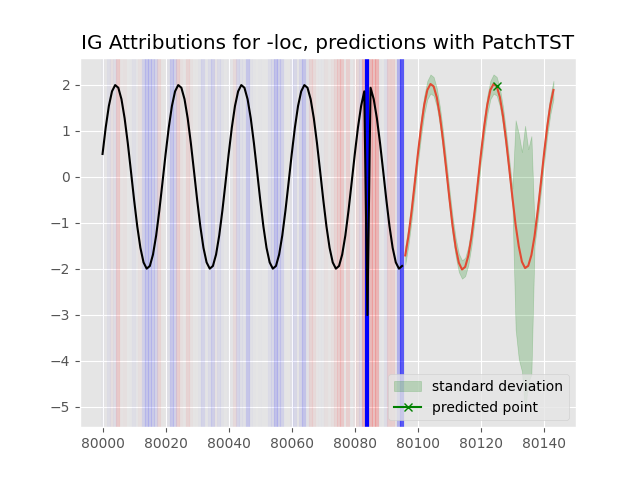 IG Attributions for -loc, predictions with PatchTST
2
1
0
−1
−2
−3
−4
−5
standard deviation
predicted point
80000 80020 80040 80060 80080 80100 80120 80140